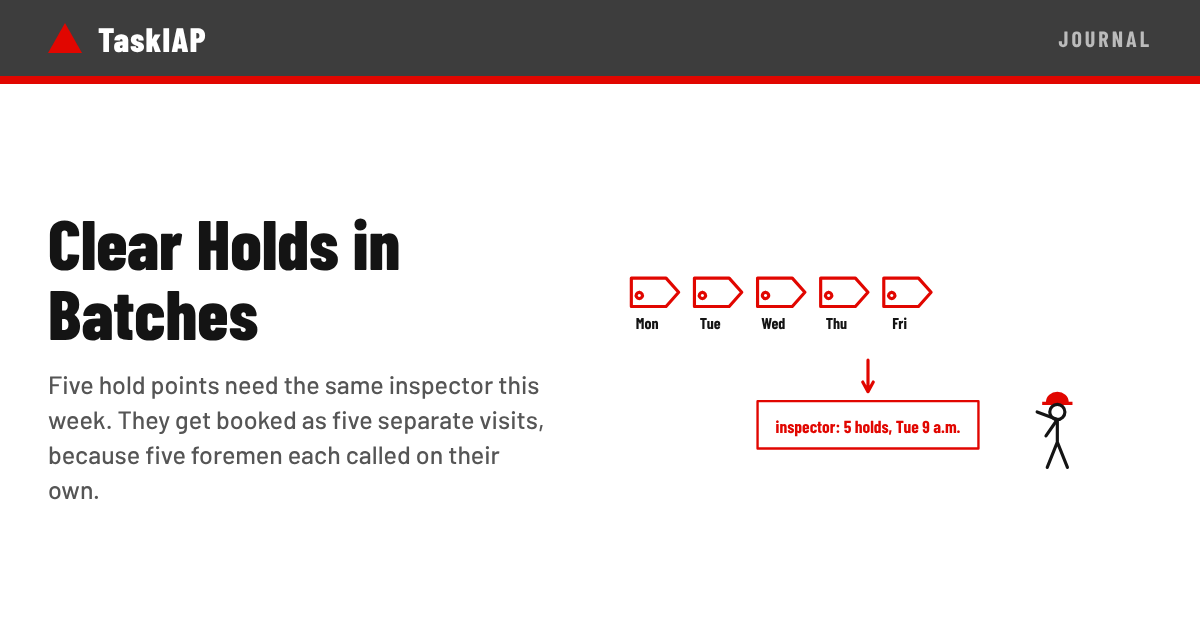 TaskIAP
JOURNAL
Clear Holds in
Batches
Five hold points need the same inspector this
week. They get booked as five separate visits,
because five foremen each called on their
own.
Mon Tue Wed Thu Fri
inspector: 5 holds, Tue 9 a.m.